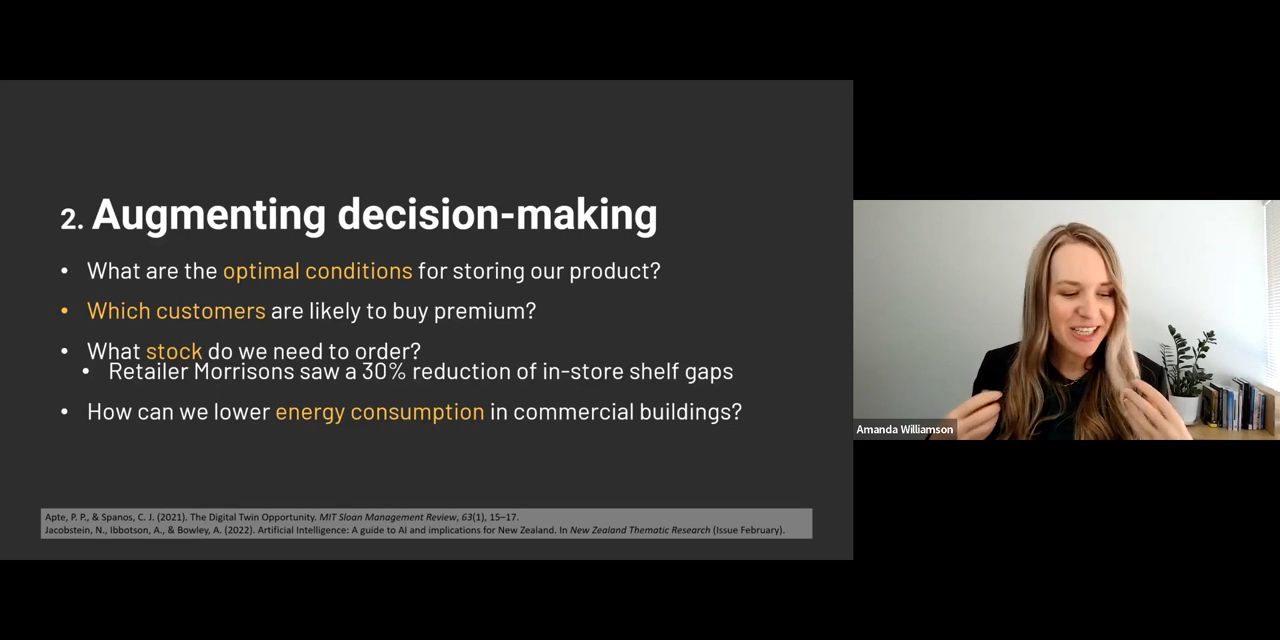 2. Augmenting decision-making
• What are the optimal conditions for storing our product?
• Which customers are likely to buy premium?
• What stock do we need to order?
• Retailer Morrisons saw a 30% reduction of in-store shelf gaps
• How can we lower energy consumption in commercial buildings?
Apte, P. P., & Spanos, C. J. (2021). The Digital Twin Opportunity. MIT Sloan Management Review, 63(1), 15–17.
Jacobstein, N., Ibbotson, A., & Bowley, A. (2022). Artificial Intelligence: A guide to AI and implications for New Zealand. In New Zealand Thematic Research (Issue February).
Amanda Williamson